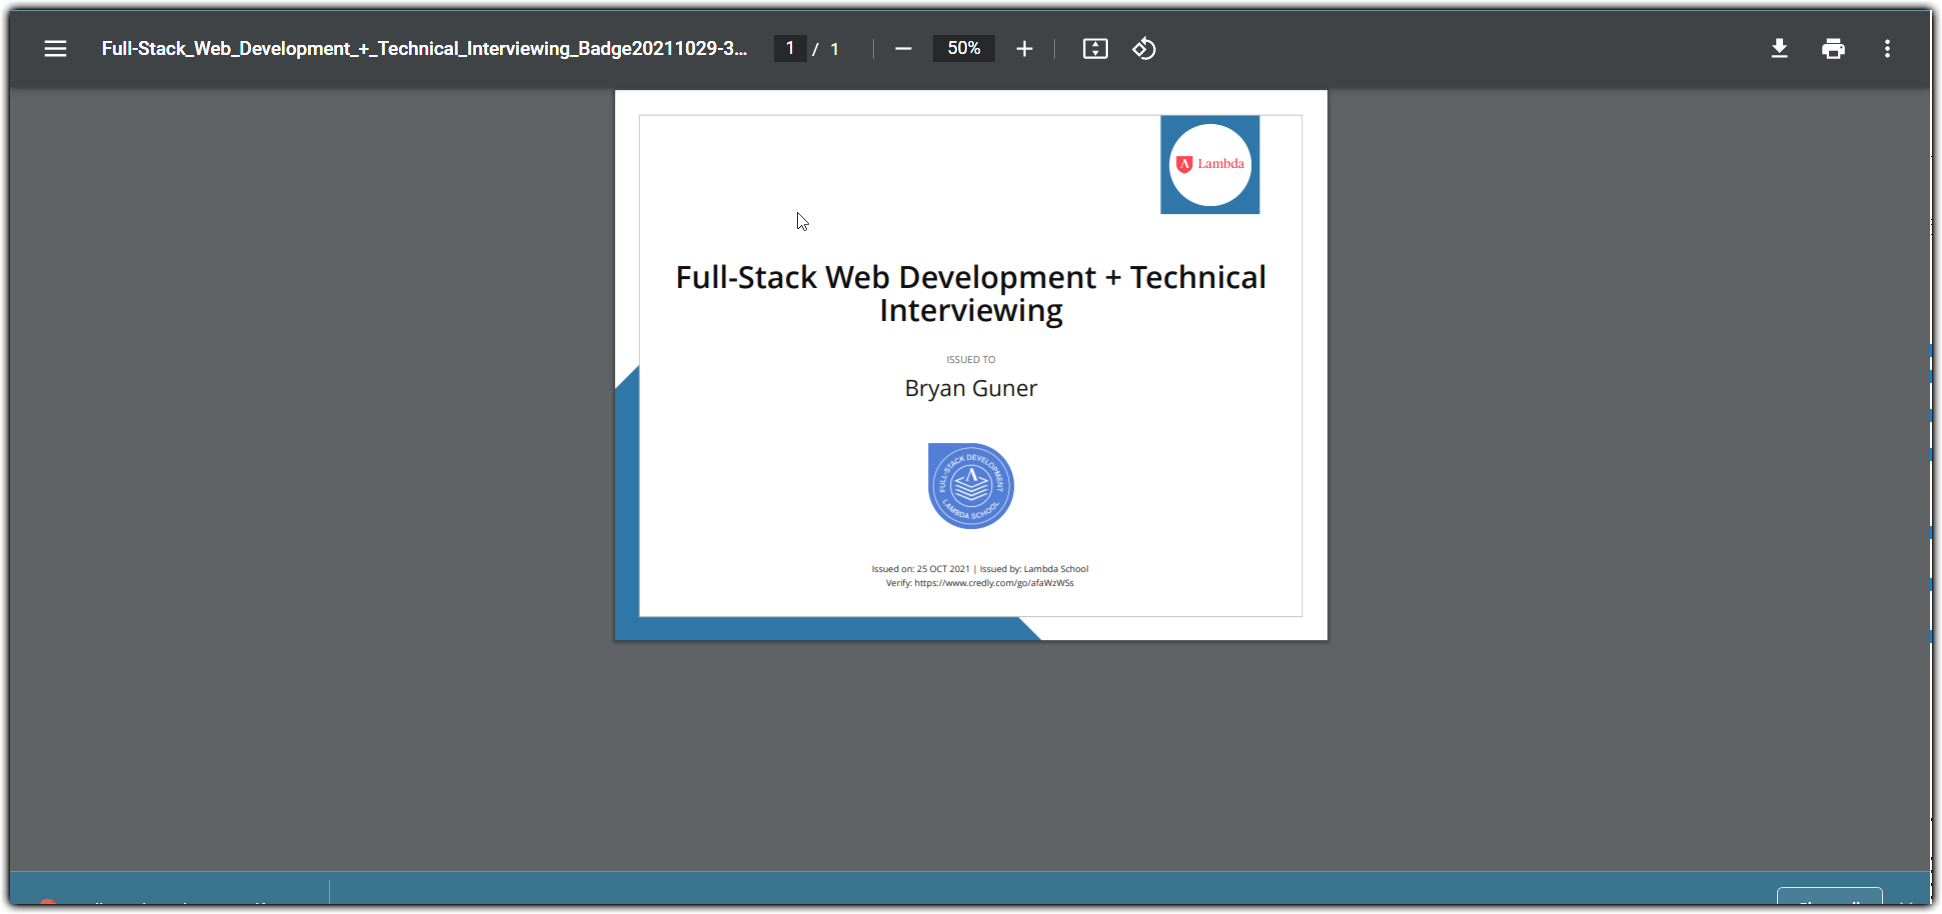 Full-Stack_Web_Development_+_Technical_Interviewing_Badge20211029-3...
1 / 1
50%
Lambda
Full-Stack Web Development + Technical
Interviewing
ISSUED TO
Bryan Guner
FULL-STACK DEVELOPMENT
LAMBDA SCHOOL
Issued on: 25 OCT 2021 | Issued by: Lambda School
Verify: https://www.credly.com/go/afaWzWSs